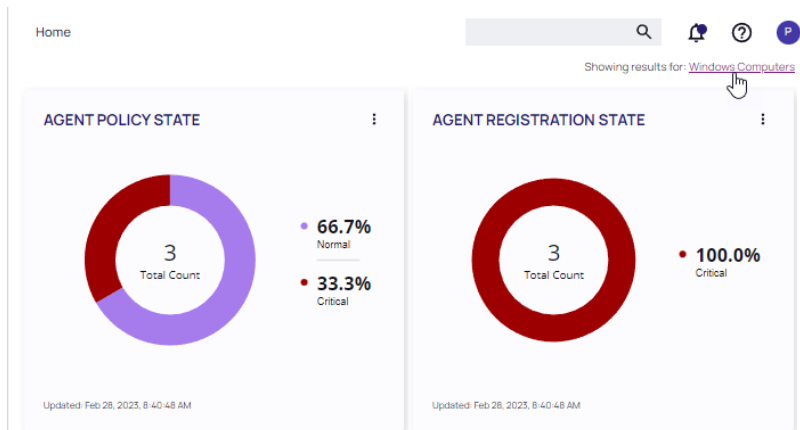 Home
P
Showing results for: Windows Computers
AGENT POLICY STATE
3
Total Count
66.7%
Normal
33.3%
Critical
Updated: Feb 28, 2023, 8:40:48 AM
AGENT REGISTRATION STATE
3
Total Count
100.0%
Critical
Updated: Feb 28, 2023, 8:40:48 AM